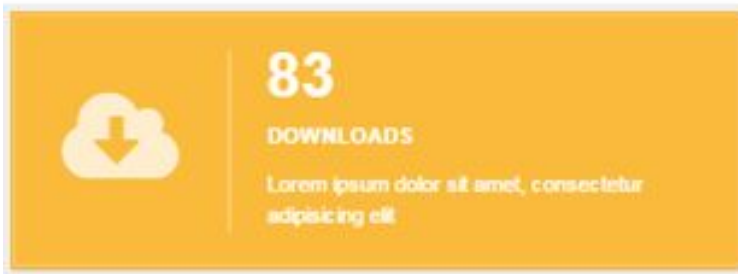 83
DOWNLOADS
Lorem ipsum dolor sit amet, consectetur
adipisicing elit